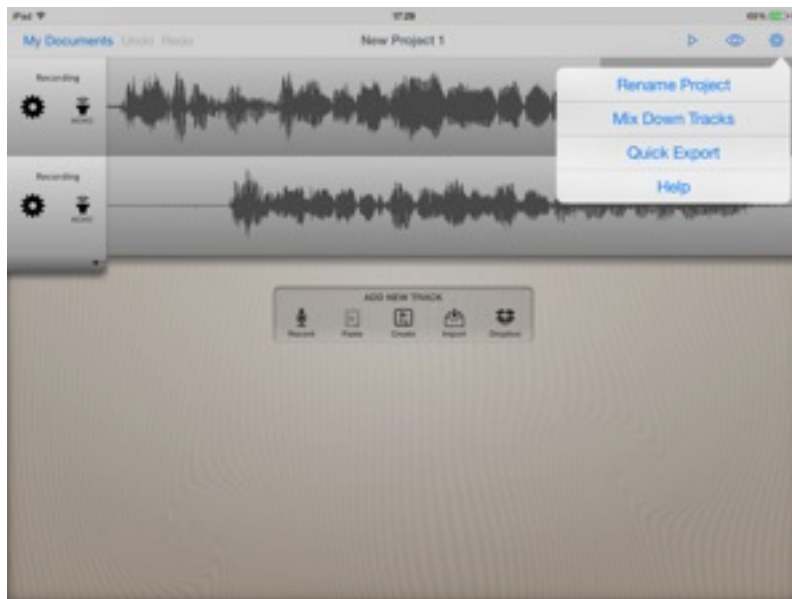 iPad 17:29 69%
My Documents Undo Redo New Project 1
Recording
Rename Project
Mix Down Tracks
Quick Export
Help
Recording
ADD NEW TRACK
Record Paste Create Import Dropbox